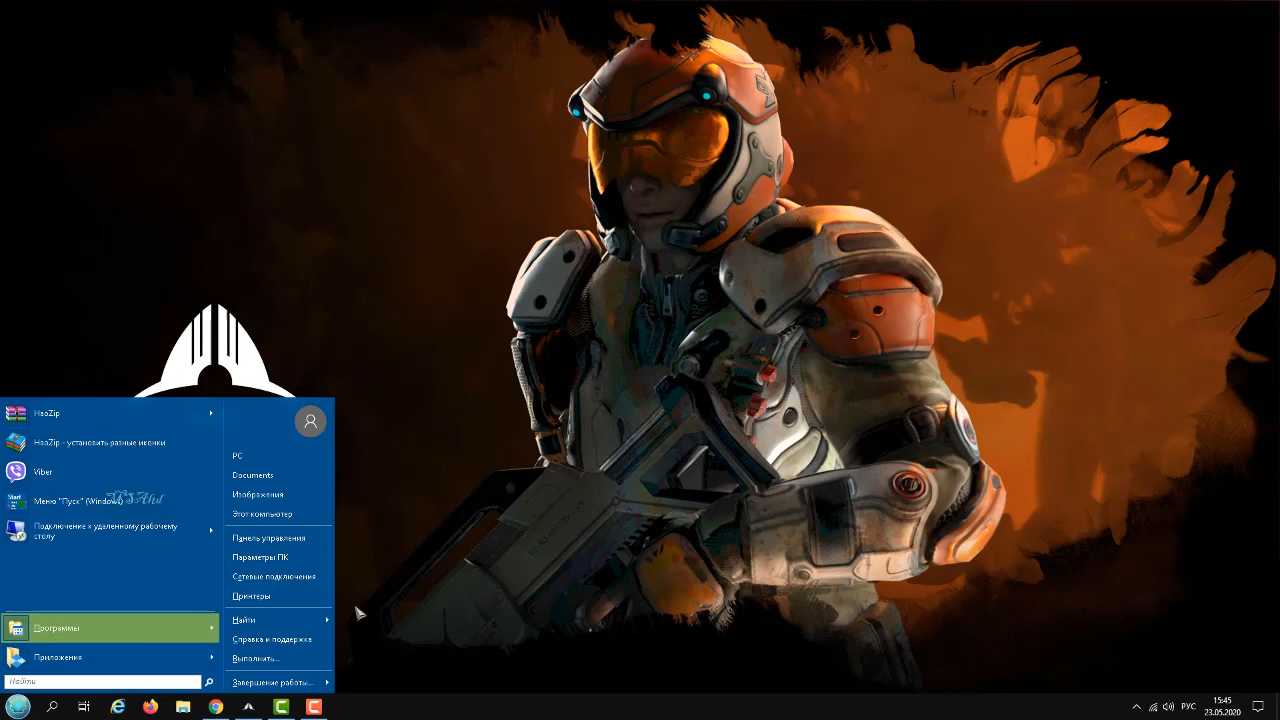 HaoZip
HaoZip - установить разные иконки
Viber
Start
Меню "Пуск" (Windows)
Подключение к удаленному рабочему
столу
Программы
Приложения
Найти
PC
Documents
Изображения
Этот компьютер
Панель управления
Параметры ПК
Сетевые подключения
Принтеры
Найти
Справка и поддержка
Выполнить...
Завершение работы...
РУС
15:45
23.05.2020